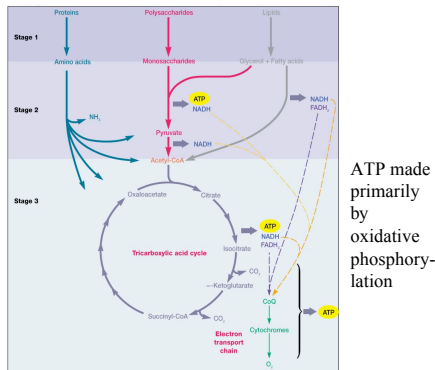 Proteins
Polysaccharides
Lipids
Stage 1
Amino acids
Monosaccharides
Glycerol + Fatty acids
Stage 2
ATP
NADH
NADH
FADH2
NH3
Pyruvate
NADH
Acetyl-CoA
Stage 3
Oxaloacetate
Citrate
ATP
NADH
FADH2
Tricarboxylic acid cycle
Isocitrate
CO2
Ketoglutarate
CoQ
Succinyl-CoA
CO2
Cytochromes
ATP
Electron
transport
chain
O2
ATP made
primarily
by
oxidative
phosphory-
lation